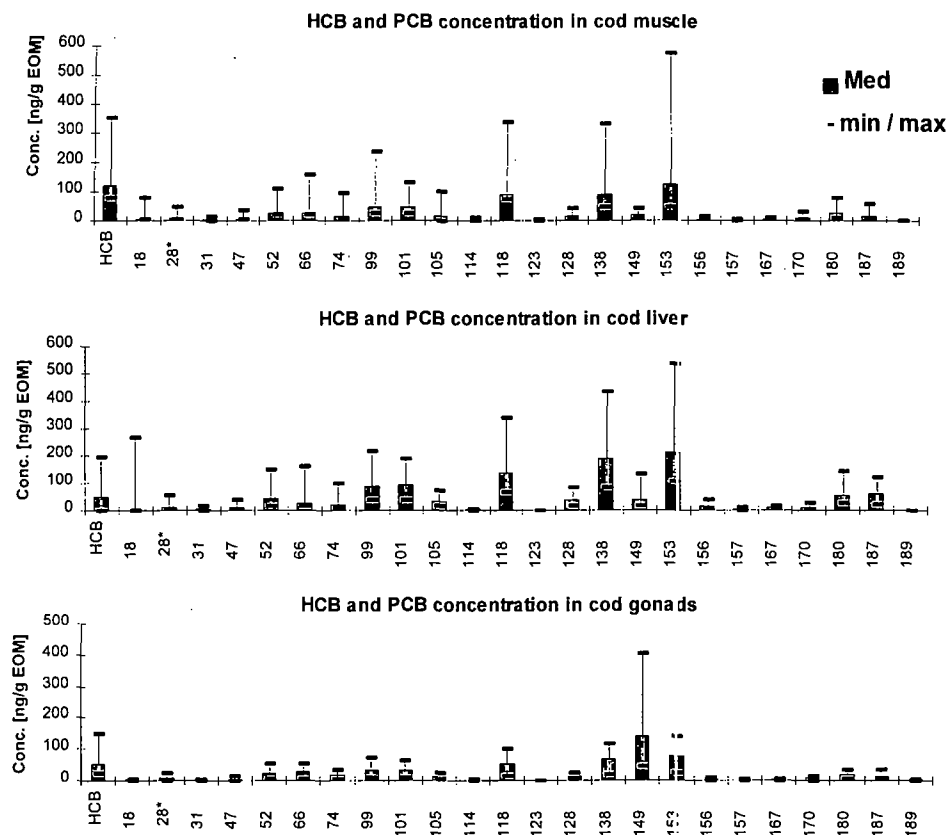 HCB and PCB concentration in cod muscle
Conc. [ng/g EOM]
600
500
400
300
200
100
0
Med
- min / max
HCB 18 28* 31 47 52 66 74 99 101 105 114 118 123 128 138 149 153 156 157 167 170 180 187 189
HCB and PCB concentration in cod liver
Conc. [ng/g EOM]
600
500
400
300
200
100
0
HCB 18 28* 31 47 52 66 74 99 101 105 114 118 123 128 138 149 153 156 157 167 170 180 187 189
HCB and PCB concentration in cod gonads
Conc. [ng/g EOM]
500
400
300
200
100
0
HCB 18 28* 31 47 52 66 74 99 101 105 114 118 123 128 138 149 153 156 157 167 170 180 187 189